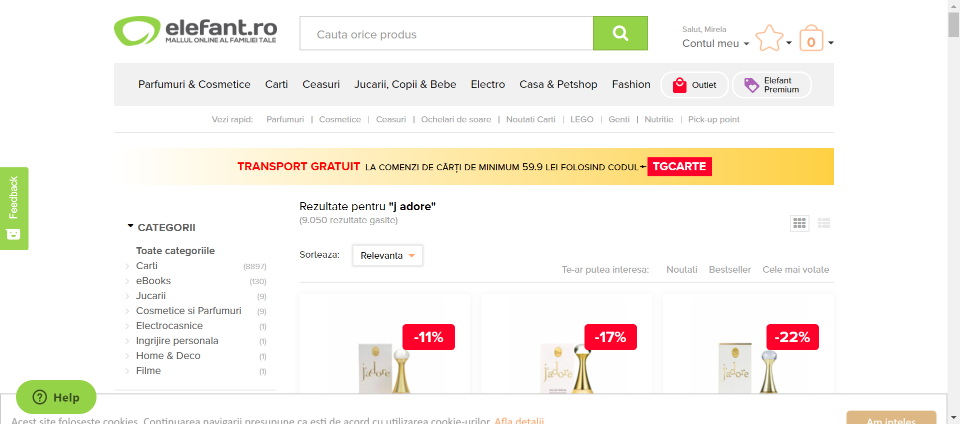 elefant.ro
MALLUL ONLINE AL FAMILIEI TALE
Cauta orice produs
Salut, Mirela
Contul meu
0
Parfumuri & Cosmetice Carti Ceasuri Jucarii, Copii & Bebe Electro Casa & Petshop Fashion Outlet Elefant Premium
Vezi rapid: Parfumuri | Cosmetice | Ceasuri | Ochelari de soare | Noutati Carti | LEGO | Genti | Nutritie | Pick-up point
TRANSPORT GRATUIT LA COMENZI DE CĂRȚI DE MINIMUM 59.9 LEI FOLOSIND CODUL + TGCARTE
Feedback
Rezultate pentru "j adore"
(9.050 rezultate gasite)
CATEGORII
Toate categoriile
Carti (8897)
eBooks (130)
Jucarii (9)
Cosmetice si Parfumuri (9)
Electrocasnice (1)
Ingrijire personala (1)
Home & Deco (1)
Filme (1)
Sorteaza: Relevanta
Te-ar putea interesa: Noutati Bestseller Cele mai votate
-11% -17% -22%
j'adore j'adore j'adore
Help
Acest site foloseste cookies. Continuarea navigarii presupune ca esti de acord cu utilizarea cookie-urilor. Afla detalii
Am inteles